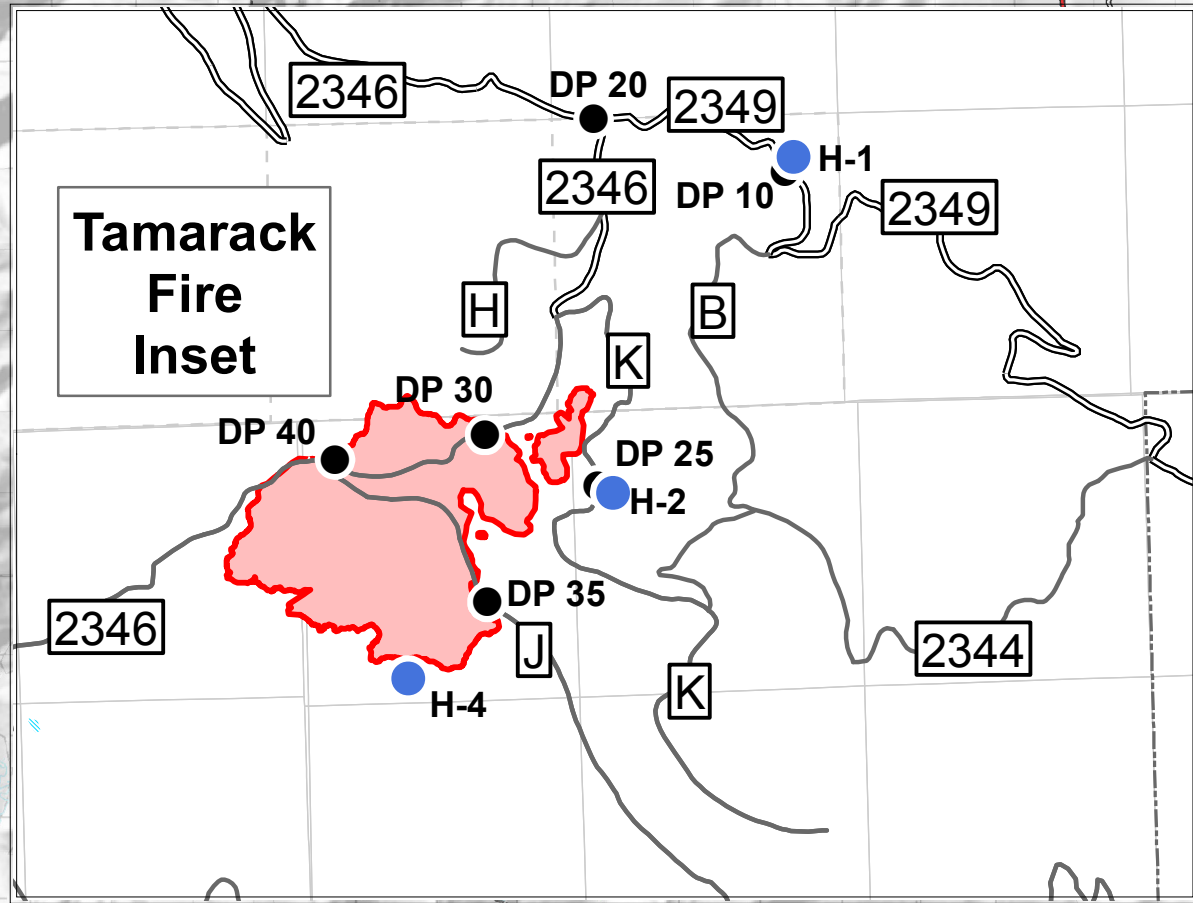 DP 20
2346
2349
H-1
2346
DP 10
2349
Tamarack
Fire
Inset
H
B
K
DP 30
DP 40
DP 25
H-2
DP 35
2346
J
2344
K
H-4